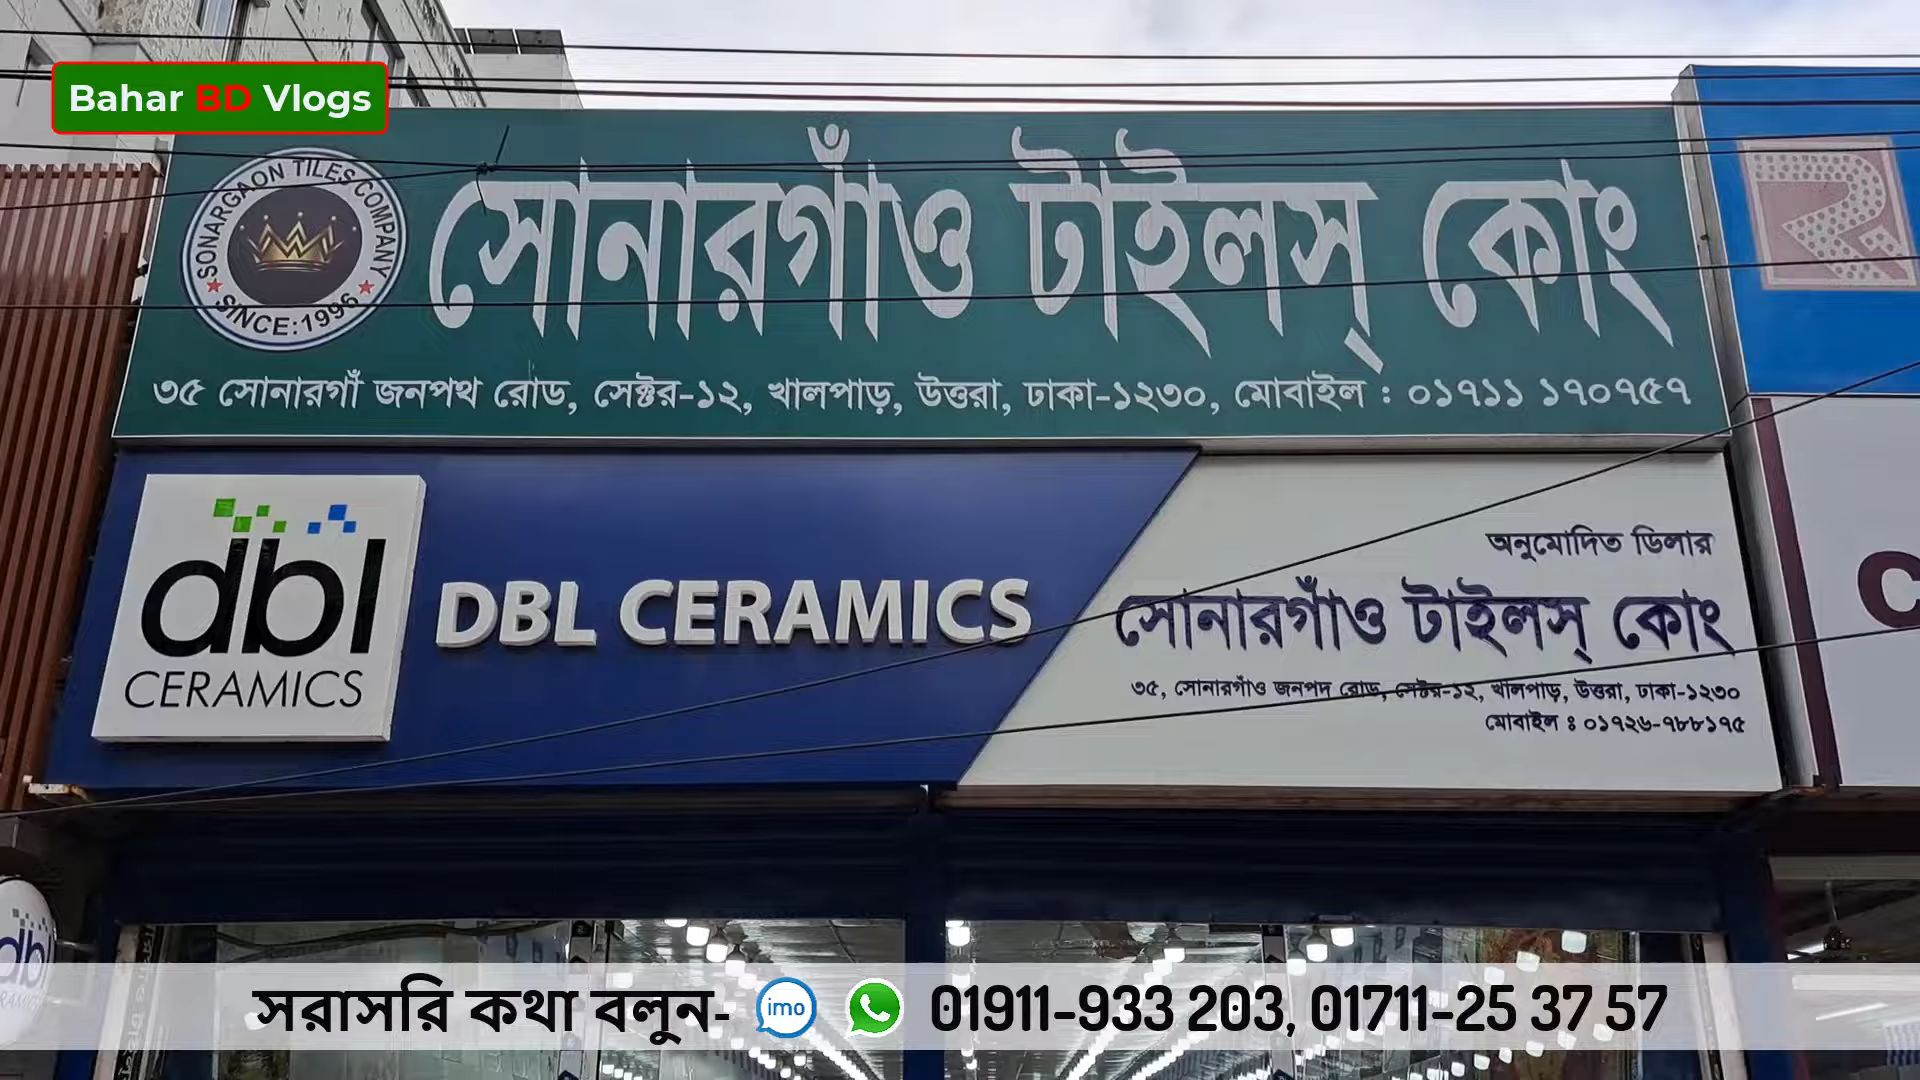 Bahar BD Vlogs
SONARGAON TILES COMPANY
SINCE:1996
সোনারগাঁও টাইলস্ কোং
৩৫ সোনারগাঁ জনপথ রোড, সেক্টর-১২, খালপাড়, উত্তরা, ঢাকা-১২৩০, মোবাইল : ০১৭১১ ১৭০৭৫৭
dbl
CERAMICS
DBL CERAMICS
অনুমোদিত ডিলার
সোনারগাঁও টাইলস্ কোং
৩৫, সোনারগাঁও জনপদ রোড, সেক্টর-১২, খালপাড়, উত্তরা, ঢাকা-১২৩০
মোবাইল ঃ ০১৭২৬-৭৮৮১৭৫
dbl
সরাসরি কথা বলুন- imo 01911-933 203, 01711-25 37 57